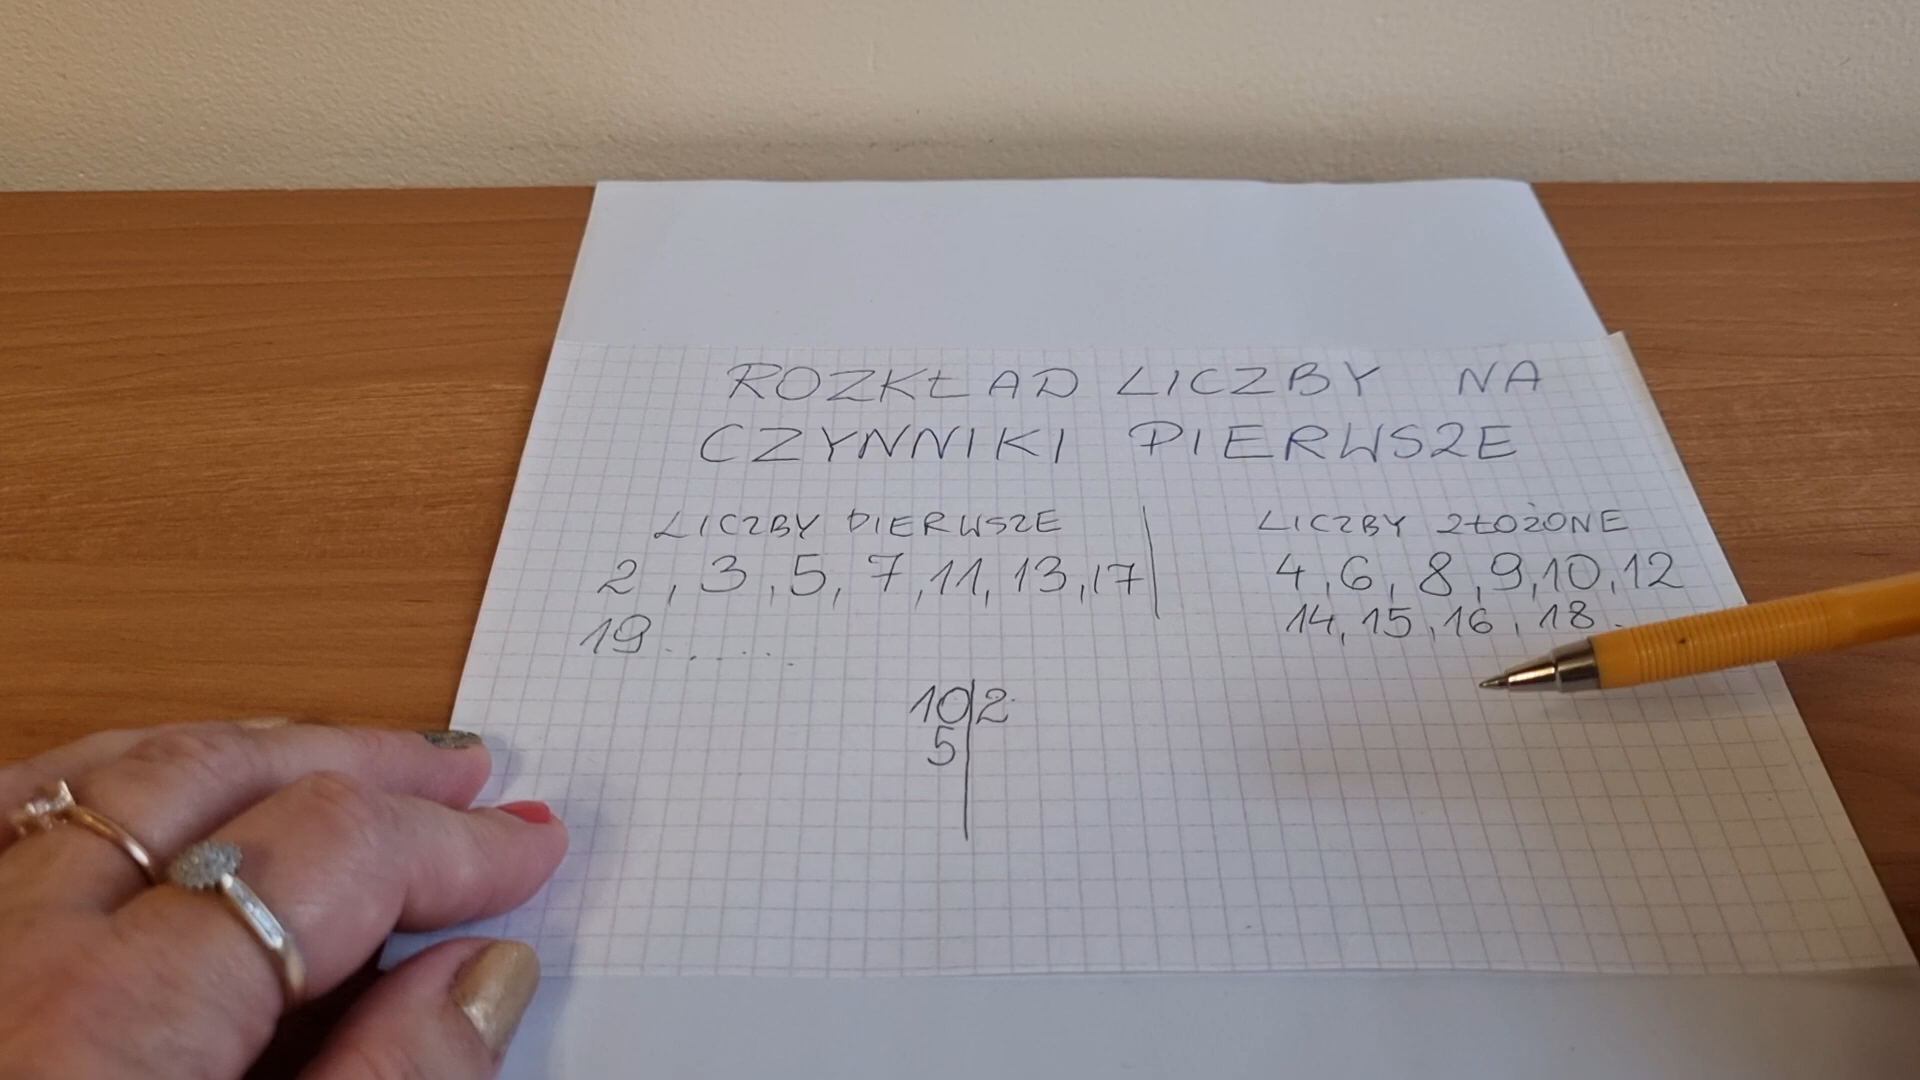 ROZKŁAD LICZBY NA
CZYNNIKI PIERWSZE
LICZBY PIERWSZE
2, 3, 5, 7, 11, 13, 17
19......
LICZBY ZŁOŻONE
4, 6, 8, 9, 10, 12
14, 15, 16, 18..
10|2
5|